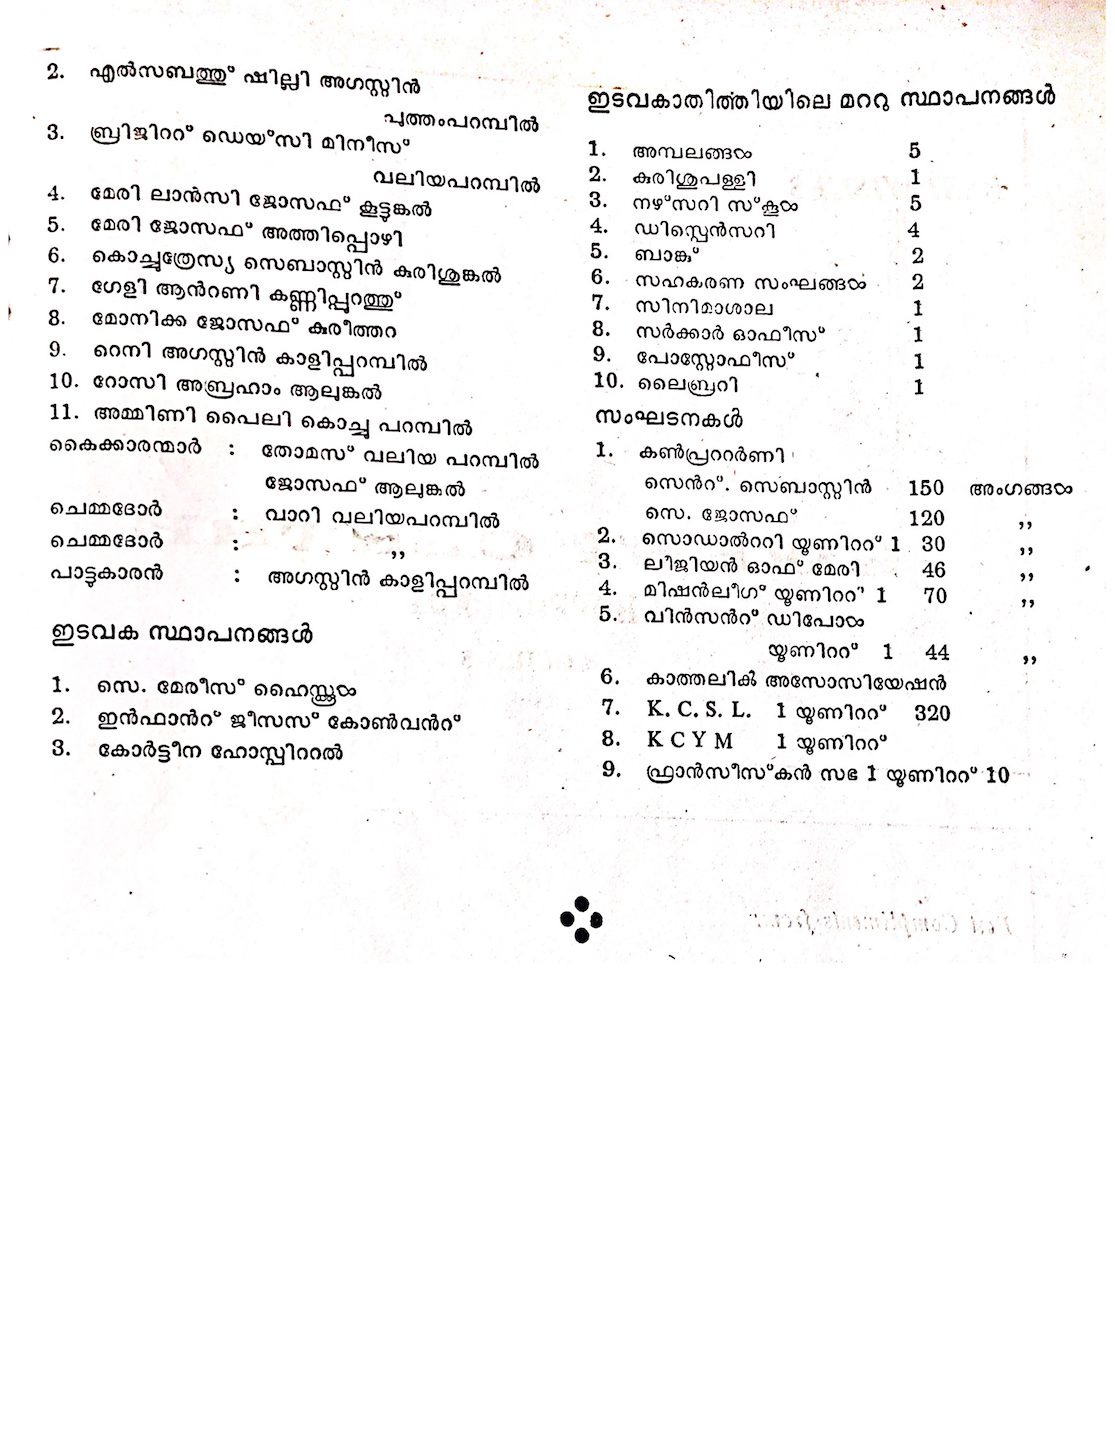 2. എൽസബത്തു് ഷില്ലി അഗസ്റ്റിൻ
പുത്തംപറമ്പിൽ
3. ബ്രിജിററ് ഡെയ്സി മിനീസ്
വലിയപറമ്പിൽ
4. മേരി ലാൻസി ജോസഫ് കൂട്ടുങ്കൽ
5. മേരി ജോസഫ് അത്തിപ്പൊഴി
6. കൊച്ചുത്രേസ്യ സെബാസ്റ്റിൻ കുരിശുങ്കൽ
7. ഗേളി ആൻറണി കണ്ണിപ്പുറത്തു്
8. മോനിക്ക ജോസഫ് കുരീത്തറ
9. റെനി അഗസ്റ്റിൻ കാളിപ്പറമ്പിൽ
10. റോസി അബ്രഹാം ആലുങ്കൽ
11. അമ്മിണി പൈലി കൊച്ചു പറമ്പിൽ
കൈക്കാരന്മാർ : തോമസ് വലിയ പറമ്പിൽ
ജോസഫ് ആലുങ്കൽ
ചെമ്മദോർ : വാറി വലിയപറമ്പിൽ
ചെമ്മദോർ : ,,
പാട്ടുകാരൻ : അഗസ്റ്റിൻ കാളിപ്പറമ്പിൽ
ഇടവക സ്ഥാപനങ്ങൾ
1. സെ. മേരീസ് ഹൈസ്ക്കൂൾ
2. ഇൻഫാൻറ് ജീസസ് കോൺവൻറ്
3. കോർട്ടീന ഹോസ്പിററൽ
ഇടവകാതിത്തിയിലെ മററു സ്ഥാപനങ്ങൾ
1. അമ്പലങ്ങൾ 5
2. കുരിശുപള്ളി 1
3. നഴ്സറി സ്കൂൾ 5
4. ഡിസ്പെൻസറി 4
5. ബാങ്കു് 2
6. സഹകരണ സംഘങ്ങൾ 2
7. സിനിമാശാല 1
8. സർക്കാർ ഓഫീസ് 1
9. പോസ്റ്റോഫീസ് 1
10. ലൈബ്രറി 1
സംഘടനകൾ
1. കൺപ്രററർണി
സെൻറ്. സെബാസ്റ്റിൻ 150 അംഗങ്ങൾ
സെ. ജോസഫ് 120 ,,
2. സൊഡാൽററി യൂണിററ് 1 30 ,,
3. ലീജിയൻ ഓഫ് മേരി 46 ,,
4. മിഷൻലീഗ് യൂണിററ് 1 70 ,,
5. വിൻസൻറ് ഡിപോൾ
യൂണിററ് 1 44 ,,
6. കാത്തലിക് അസോസിയേഷൻ
7. K. C. S. L. 1 യൂണിററ് 320
8. K C Y M 1 യൂണിററ്
9. ഫ്രാൻസീസ്കൻ സഭ 1 യൂണിററ് 10